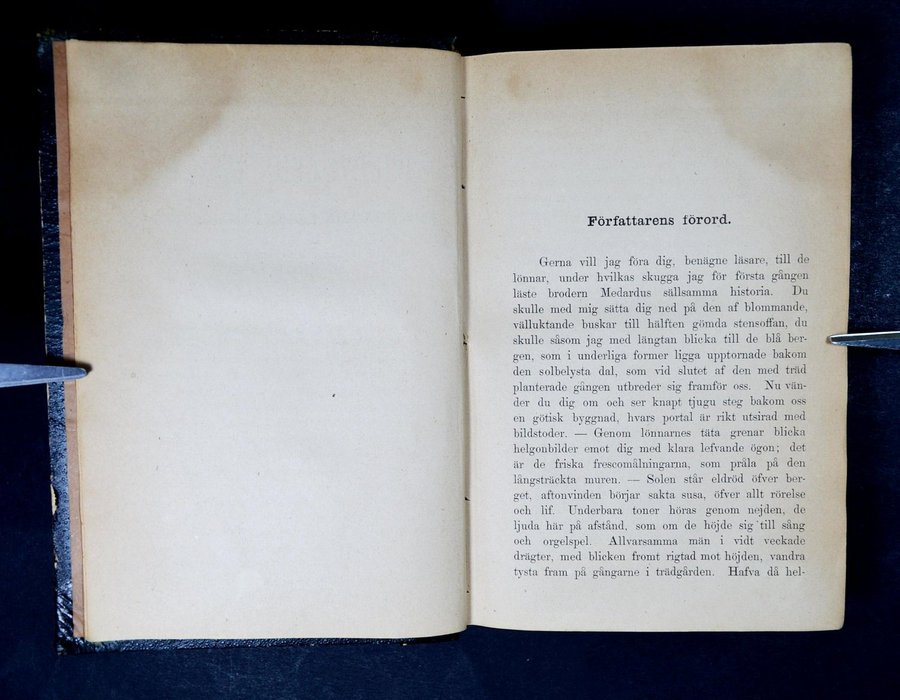 Författarens förord.
Gerna vill jag föra dig, benägne läsare, till de
lönnar, under hvilkas skugga jag för första gången
läste brodern Medardus sällsamma historia. Du
skulle med mig sätta dig ned på den af blommande,
välluktande buskar till hälften gömda stensoffan, du
skulle såsom jag med längtan blicka till de blå ber-
gen, som i underliga former ligga upptornade bakom
den solbelysta dal, som vid slutet af den med träd
planterade gången utbreder sig framför oss. Nu vän-
der du dig om och ser knapt tjugu steg bakom oss
en götisk byggnad, hvars portal är rikt utsirad med
bildstoder. — Genom lönnarnes täta grenar blicka
helgonbilder emot dig med klara lefvande ögon; det
är de friska frescomålningarna, som pråla på den
långsträckta muren. — Solen står eldröd öfver ber-
get, aftonvinden börjar sakta susa, öfver allt rörelse
och lif. Underbara toner höras genom nejden, de
ljuda här på afstånd, som om de höjde sig till sång
och orgelspel. Allvarsamma män i vidt veckade
drägter, med blicken fromt rigtad mot höjden, vandra
tysta fram på gångarne i trädgården. Hafva då hel-